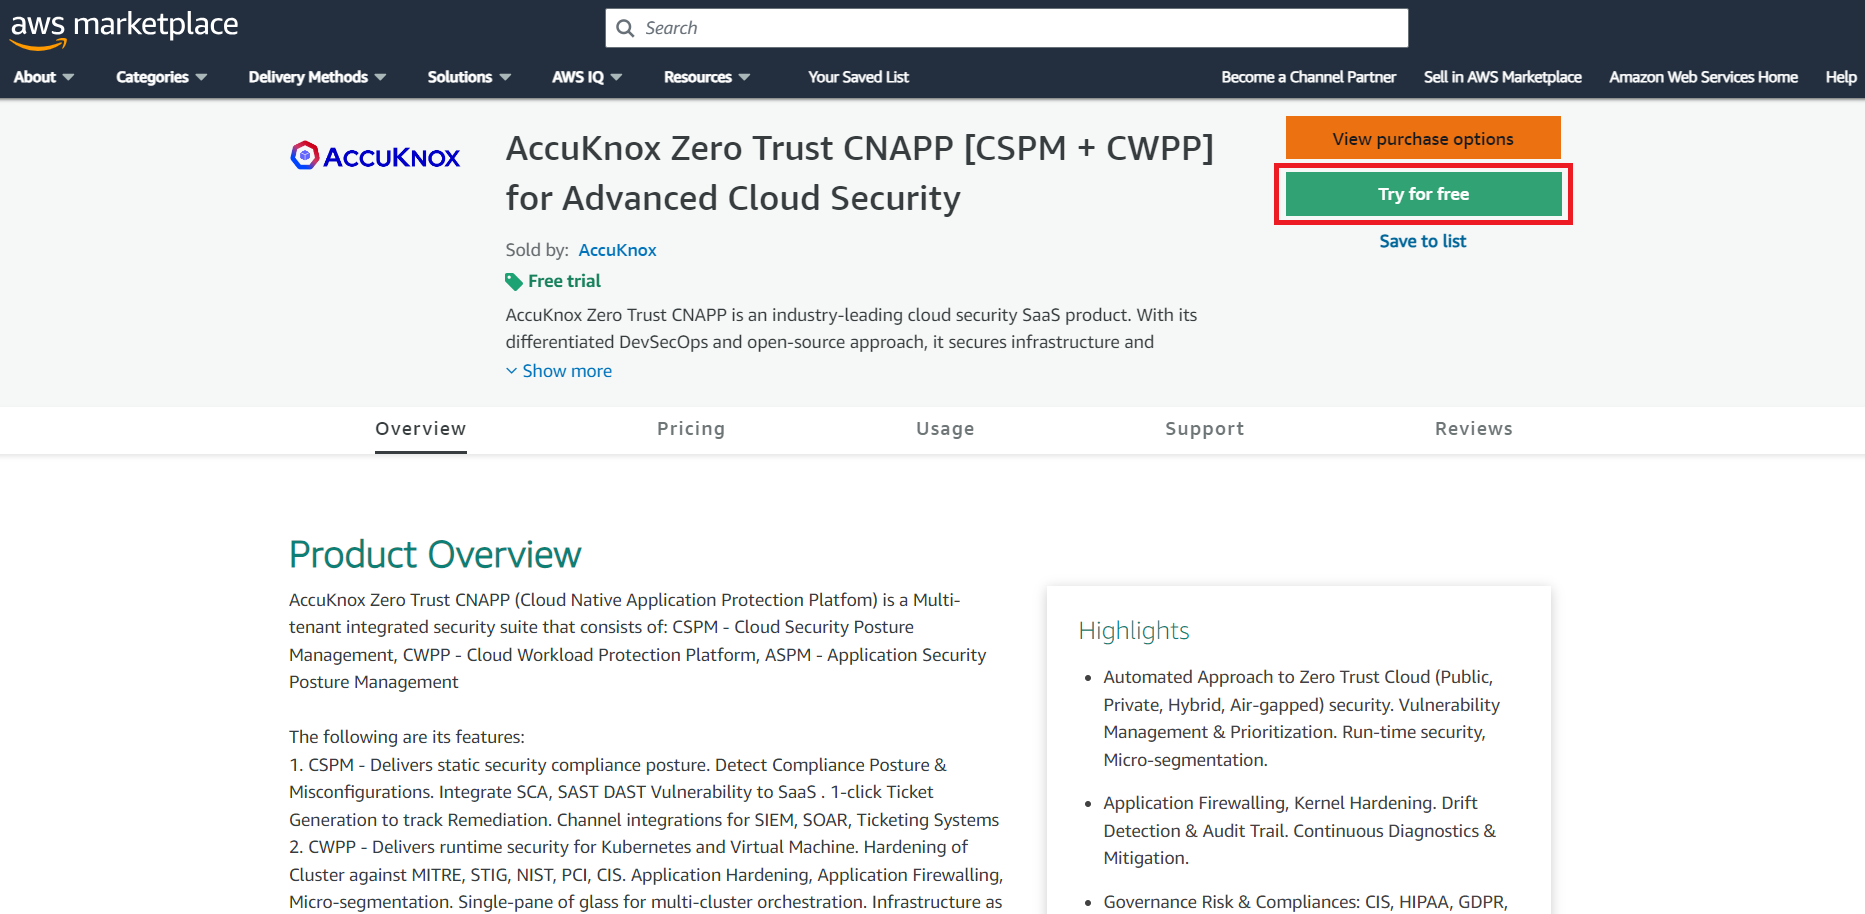 aws marketplace
Search
About
Categories
Delivery Methods
Solutions
AWS IQ
Resources
Your Saved List
Become a Channel Partner
Sell in AWS Marketplace
Amazon Web Services Home
Help
ACCUKNOX
AccuKnox Zero Trust CNAPP [CSPM + CWPP]
for Advanced Cloud Security
Sold by: AccuKnox
Free trial
AccuKnox Zero Trust CNAPP is an industry-leading cloud security SaaS product. With its
differentiated DevSecOps and open-source approach, it secures infrastructure and
Show more
View purchase options
Try for free
Save to list
Overview
Pricing
Usage
Support
Reviews
Product Overview
AccuKnox Zero Trust CNAPP (Cloud Native Application Protection Platfom) is a Multi-
tenant integrated security suite that consists of: CSPM - Cloud Security Posture
Management, CWPP - Cloud Workload Protection Platform, ASPM - Application Security
Posture Management
The following are its features:
1. CSPM - Delivers static security compliance posture. Detect Compliance Posture &
Misconfigurations. Integrate SCA, SAST DAST Vulnerability to SaaS . 1-click Ticket
Generation to track Remediation. Channel integrations for SIEM, SOAR, Ticketing Systems
2. CWPP - Delivers runtime security for Kubernetes and Virtual Machine. Hardening of
Cluster against MITRE, STIG, NIST, PCI, CIS. Application Hardening, Application Firewalling,
Micro-segmentation. Single-pane of glass for multi-cluster orchestration. Infrastructure as
Highlights
• Automated Approach to Zero Trust Cloud (Public,
Private, Hybrid, Air-gapped) security. Vulnerability
Management & Prioritization. Run-time security,
Micro-segmentation.
• Application Firewalling, Kernel Hardening. Drift
Detection & Audit Trail. Continuous Diagnostics &
Mitigation.
• Governance Risk & Compliances: CIS, HIPAA, GDPR,